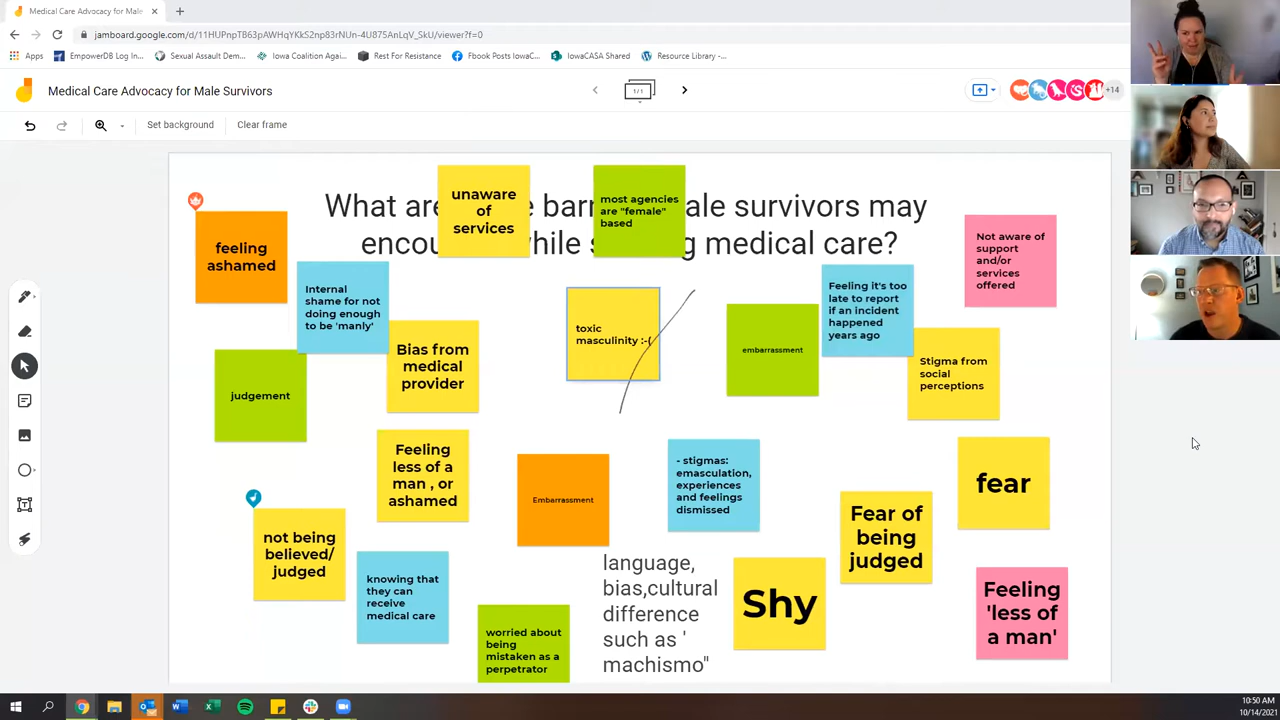 Medical Care Advocacy for Male Survivors
jamboard.google.com/d/11HUPnpTB63pAWHqYKkS2np83rNUn-4U875AnLqV_SkU/viewer?f=0
Apps
EmpowerDB Log In...
Sexual Assault Dem...
Iowa Coalition Agai...
Rest For Resistance
Fbook Posts IowaC...
IowaCASA Shared
Resource Library -...
Medical Care Advocacy for Male Survivors
1/1
+14
Set background
Clear frame
What are
bar
ale survivors may
encou
while s
g medical care?
unaware
of
services
most agencies
are "female"
based
feeling
ashamed
Internal
shame for not
doing enough
to be 'manly'
Bias from
medical
provider
toxic
masculinity :-(
embarrassment
Feeling it's too
late to report
if an incident
happened
years ago
Not aware of
support
and/or
services
offered
Stigma from
social
perceptions
judgement
Feeling
less of a
man , or
ashamed
Embarrassment
- stigmas:
emasculation,
experiences
and feelings
dismissed
fear
Fear of
being
judged
not being
believed/
judged
knowing that
they can
receive
medical care
worried about
being
mistaken as a
perpetrator
language,
bias,cultural
difference
such as '
machismo"
Shy
Feeling
'less of
a man'
10:50 AM
10/14/2021